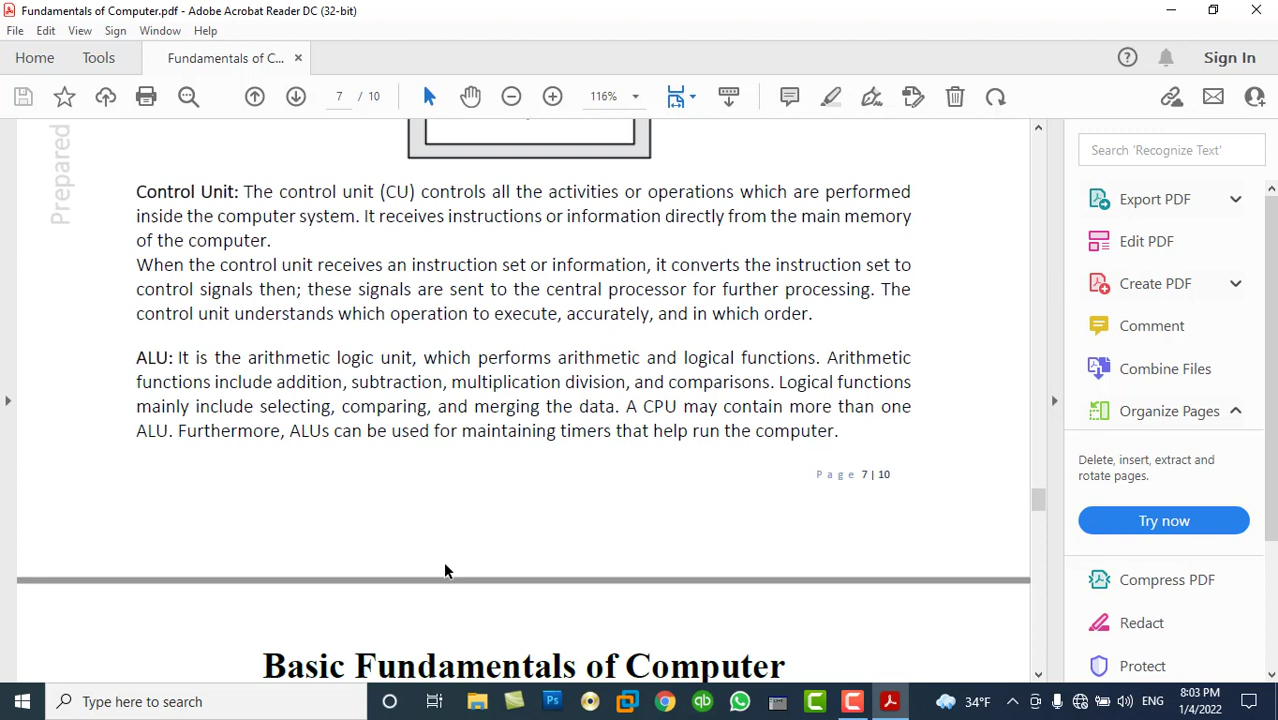 Fundamentals of Computer.pdf - Adobe Acrobat Reader DC (32-bit)
File Edit View Sign Window Help
Home Tools Fundamentals of C... Sign In
7 / 10 116%
Prepared
Search 'Recognize Text'
Control Unit: The control unit (CU) controls all the activities or operations which are performed
inside the computer system. It receives instructions or information directly from the main memory
of the computer.
When the control unit receives an instruction set or information, it converts the instruction set to
control signals then; these signals are sent to the central processor for further processing. The
control unit understands which operation to execute, accurately, and in which order.
ALU: It is the arithmetic logic unit, which performs arithmetic and logical functions. Arithmetic
functions include addition, subtraction, multiplication division, and comparisons. Logical functions
mainly include selecting, comparing, and merging the data. A CPU may contain more than one
ALU. Furthermore, ALUs can be used for maintaining timers that help run the computer.
Page 7 | 10
Basic Fundamentals of Computer
Export PDF
Edit PDF
Create PDF
Comment
Combine Files
Organize Pages
Delete, insert, extract and
rotate pages.
Try now
Compress PDF
Redact
Protect
Type here to search
Ps
qb
34°F
ENG
8:03 PM
1/4/2022